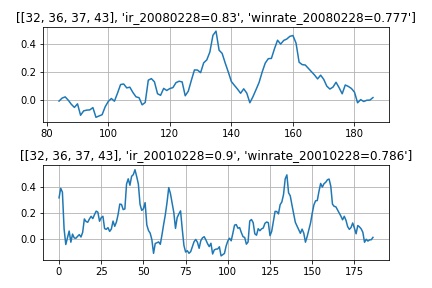 [[32, 36, 37, 43], 'ir_20080228=0.83', 'winrate_20080228=0.777']
0.4
0.2
0.0
80 100 120 140 160 180
[[32, 36, 37, 43], 'ir_20010228=0.9', 'winrate_20010228=0.786']
0.4
0.2
0.0
0 25 50 75 100 125 150 175